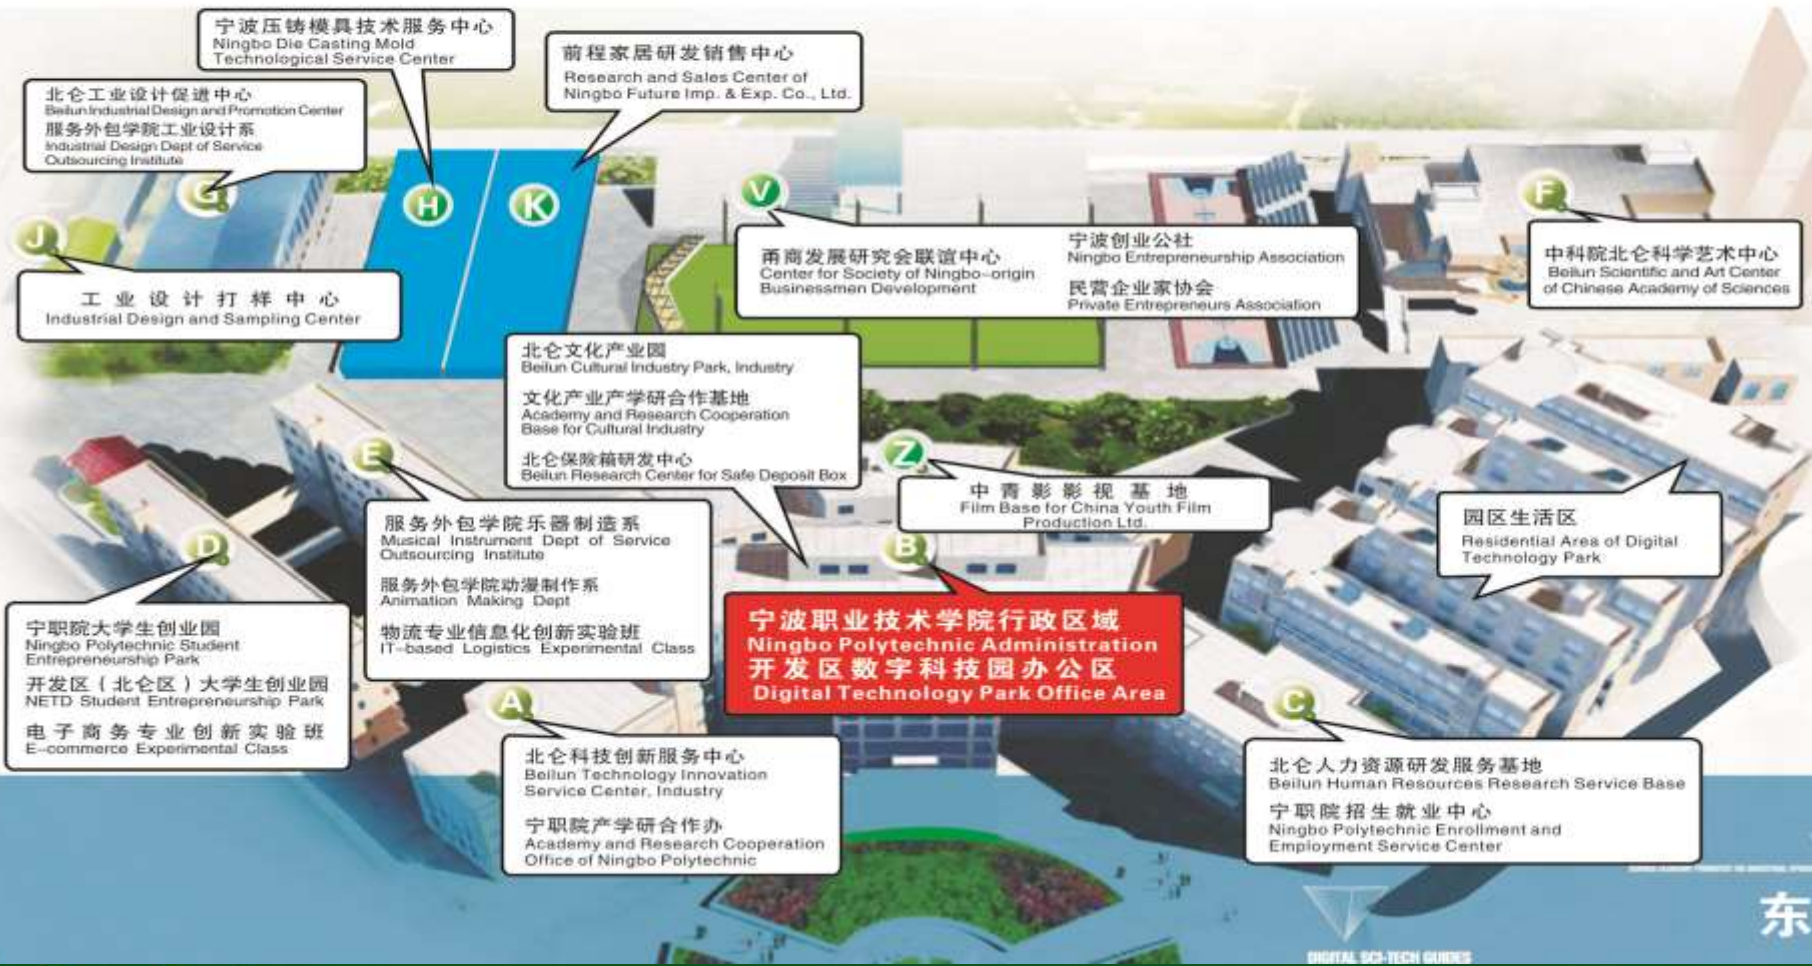 宁波压铸模具技术服务中心
Ningbo Die Casting Mold
Technological Service Center
前程家居研发销售中心
Research and Sales Center of
Ningbo Future Imp. & Exp. Co., Ltd.
北仑工业设计促进中心
Beilun Industrial Design and Promotion Center
服务外包学院工业设计系
Industrial Design Dept of Service
Outsourcing Institute
G
H
K
V
F
J
工业设计打样中心
Industrial Design and Sampling Center
甬商发展研究会联谊中心
Center for Society of Ningbo-origin
Businessmen Development
宁波创业公社
Ningbo Entrepreneurship Association
民营企业家协会
Private Entrepreneurs Association
中科院北仑科学艺术中心
Beilun Scientific and Art Center
of Chinese Academy of Sciences
北仑文化产业园
Beilun Cultural Industry Park, Industry
文化产业产学研合作基地
Academy and Research Cooperation
Base for Cultural Industry
北仑保险箱研发中心
Beilun Research Center for Safe Deposit Box
E
Z
中青影影视基地
Film Base for China Youth Film
Production Ltd.
园区生活区
Residential Area of Digital
Technology Park
服务外包学院乐器制造系
Musical Instrument Dept of Service
Outsourcing Institute
服务外包学院动漫制作系
Animation Making Dept
物流专业信息化创新实验班
IT-based Logistics Experimental Class
D
B
宁职院大学生创业园
Ningbo Polytechnic Student
Entrepreneurship Park
开发区（北仑区）大学生创业园
NETD Student Entrepreneurship Park
电子商务专业创新实验班
E-commerce Experimental Class
宁波职业技术学院行政区域
Ningbo Polytechnic Administration
开发区数字科技园办公区
Digital Technology Park Office Area
A
C
北仑科技创新服务中心
Beilun Technology Innovation
Service Center, Industry
宁职院产学研合作办
Academy and Research Cooperation
Office of Ningbo Polytechnic
北仑人力资源研发服务基地
Beilun Human Resources Research Service Base
宁职院招生就业中心
Ningbo Polytechnic Enrollment and
Employment Service Center
东
DIGITAL SCI-TECH GUIDES